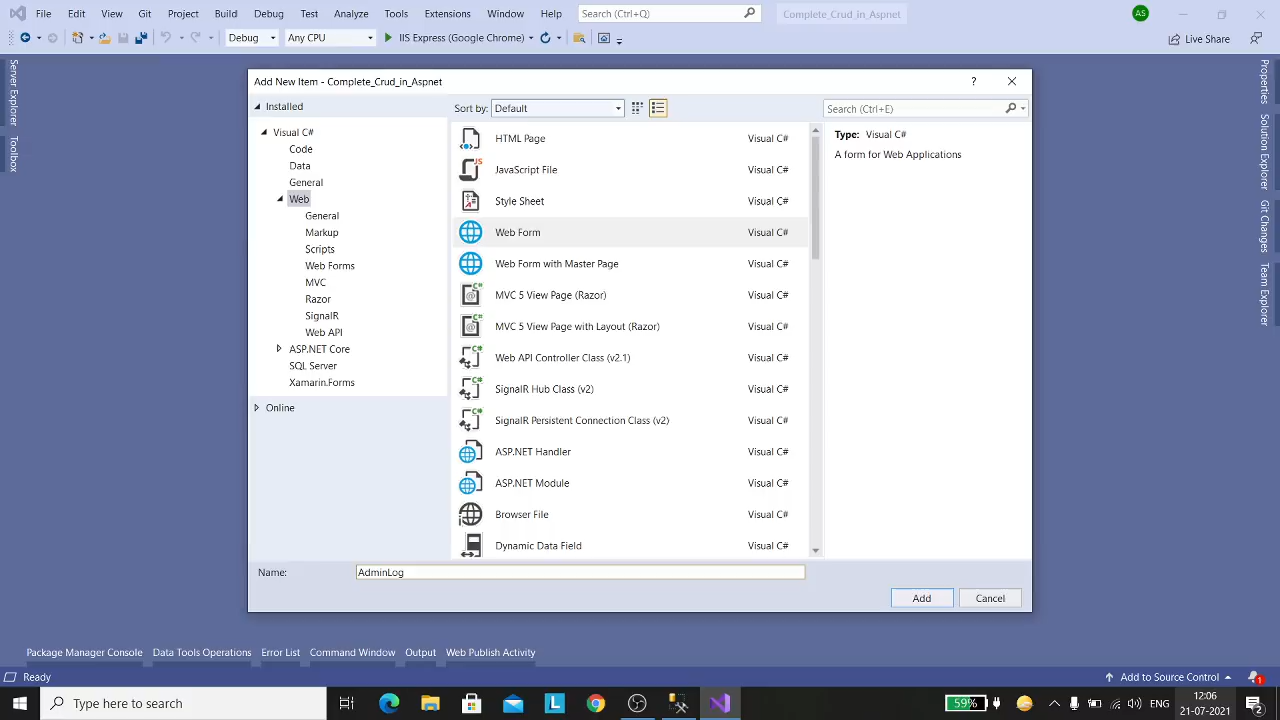 File Edit View Git Project Build Debug Test Analyze Tools Extensions Window Help Search (Ctrl+Q) Complete_Crud_in_Aspnet AS
Debug Any CPU IIS Express (Google Chrome) Live Share
Server Explorer
Toolbox
Add New Item - Complete_Crud_in_Aspnet ?
Installed
Sort by: Default
Search (Ctrl+E)
Visual C#
Code
Data
General
Web
General
Markup
Scripts
Web Forms
MVC
Razor
SignalR
Web API
ASP.NET Core
SQL Server
Xamarin.Forms
Online
HTML Page Visual C#
JavaScript File Visual C#
Style Sheet Visual C#
Web Form Visual C#
Web Form with Master Page Visual C#
MVC 5 View Page (Razor) Visual C#
MVC 5 View Page with Layout (Razor) Visual C#
Web API Controller Class (v2.1) Visual C#
SignalR Hub Class (v2) Visual C#
SignalR Persistent Connection Class (v2) Visual C#
ASP.NET Handler Visual C#
ASP.NET Module Visual C#
Browser File Visual C#
Dynamic Data Field Visual C#
Type: Visual C#
A form for Web Applications
Name: AdminLog
Add Cancel
Properties
Solution Explorer
Git Changes
Team Explorer
Package Manager Console Data Tools Operations Error List Command Window Output Web Publish Activity
Ready Add to Source Control 1
Type here to search 59% ENG 12:06
21-07-2021 2